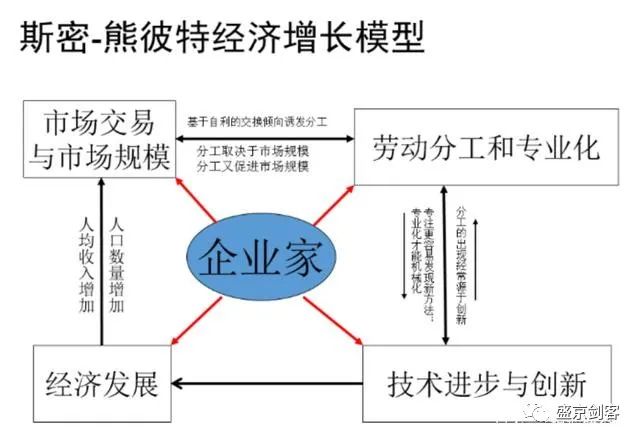 斯密-熊彼特经济增长模型
市场交易
与市场规模
基于自利的交换倾向诱发分工
分工取决于市场规模
分工又促进市场规模
劳动分工和专业化
人均收入增加
人口数量增加
企业家
专注更容易发现新方法；
专业化才能机械化
分工的出现经常源于创新
经济发展
技术进步与创新
盛京剑客